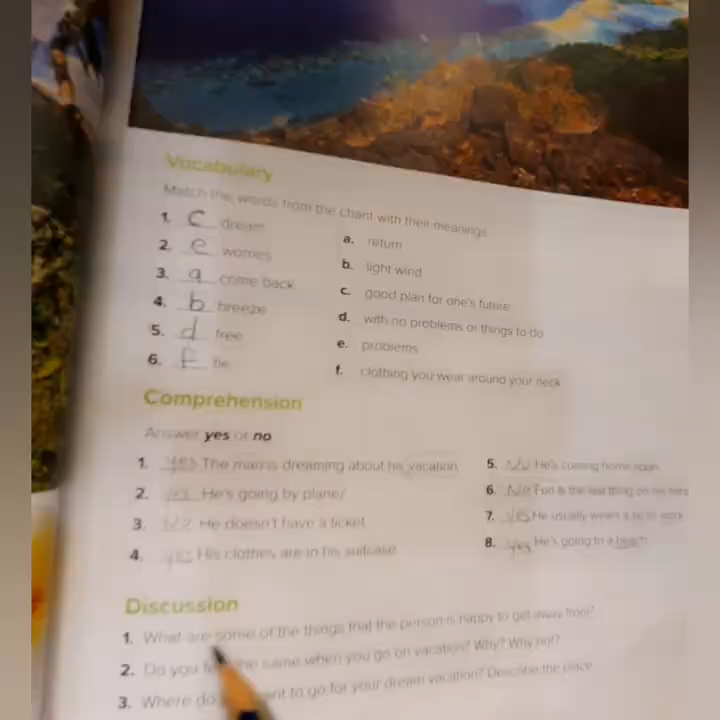 Vocabulary
Match the words from the chant with their meanings.
1. c dream
a. return
2. e worries
b. light wind
3. a come back
c. good plan for one's future
4. b breeze
d. with no problems or things to do
5. d free
e. problems
6. f tie
f. clothing you wear around your neck
Comprehension
Answer yes or no
1. yes The man is dreaming about his vacation.
2. yes He's going by plane.
3. No He doesn't have a ticket.
4. yes His clothes are in his suitcase.
5. No He's coming home soon.
6. No Fun is the last thing on his
7. yes He usually wears a tie to work
8. yes He's going to a beach
Discussion
1. What are some of the things that the person is happy to get away from?
2. Do you the same when you go on vacation? Why? Why not?
3. Where do to go for your dream vacation? Describe the place.